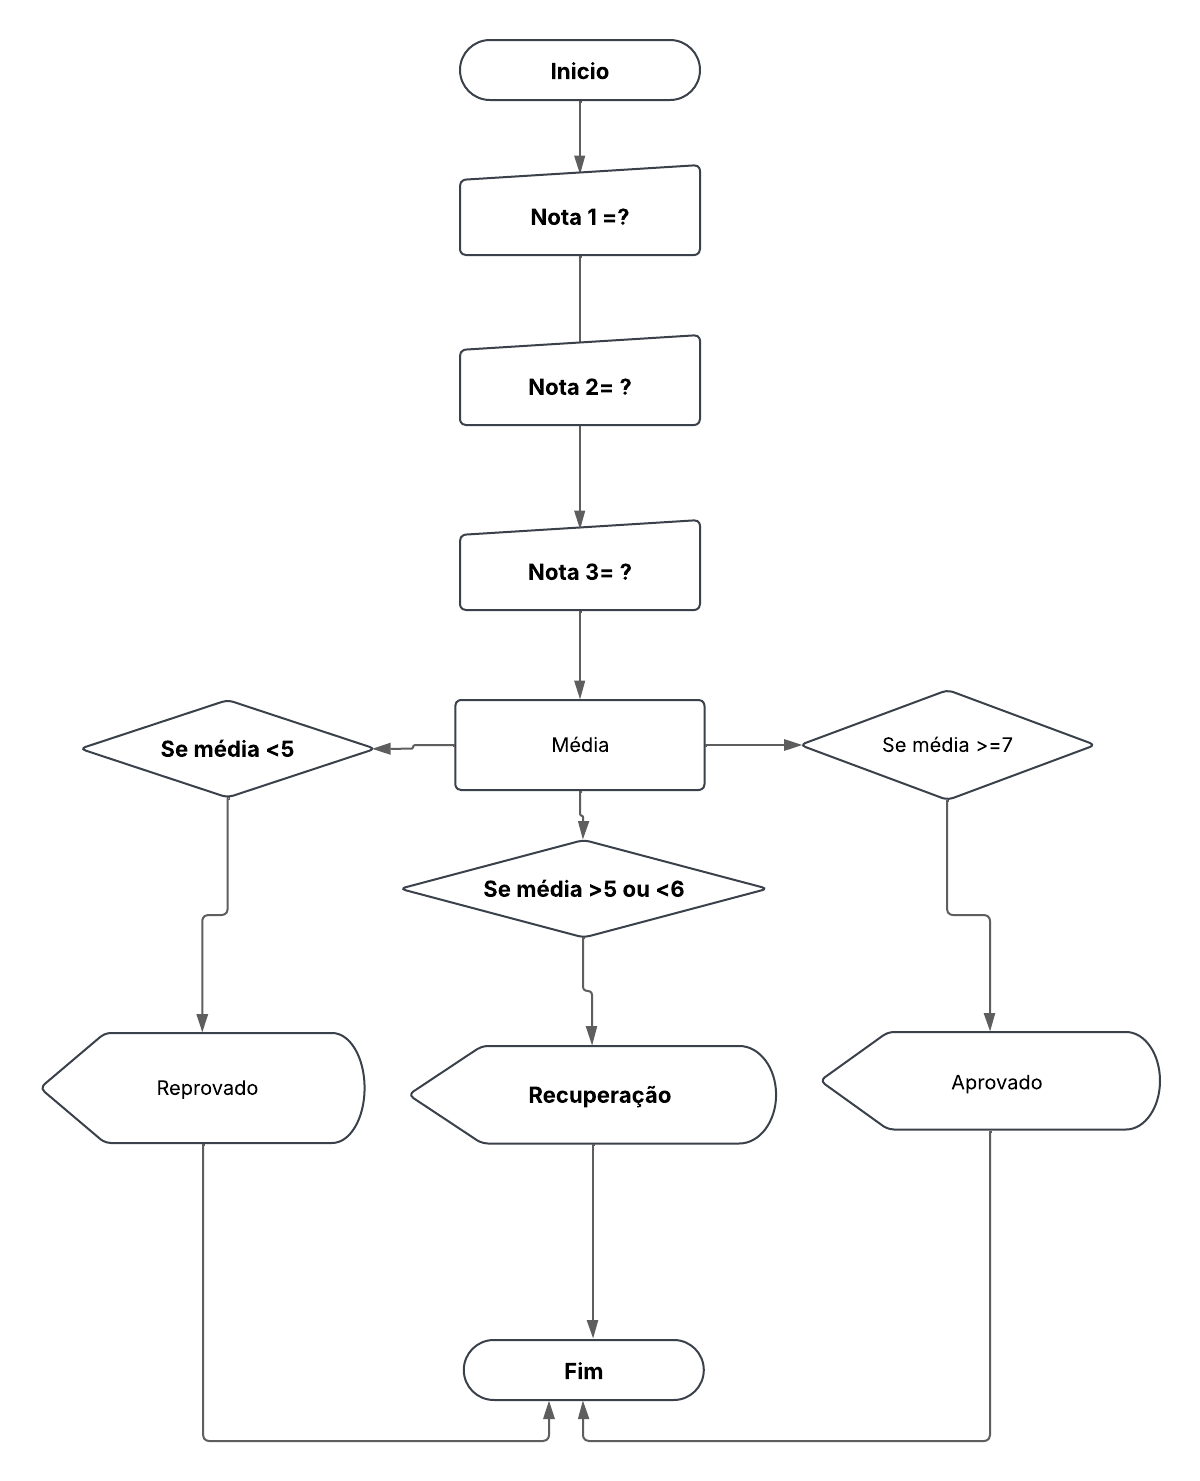 Inicio
Nota 1 =?
Nota 2= ?
Nota 3= ?
Se média <5
Média
Se média >=7
Se média >5 ou <6
Reprovado
Recuperação
Aprovado
Fim